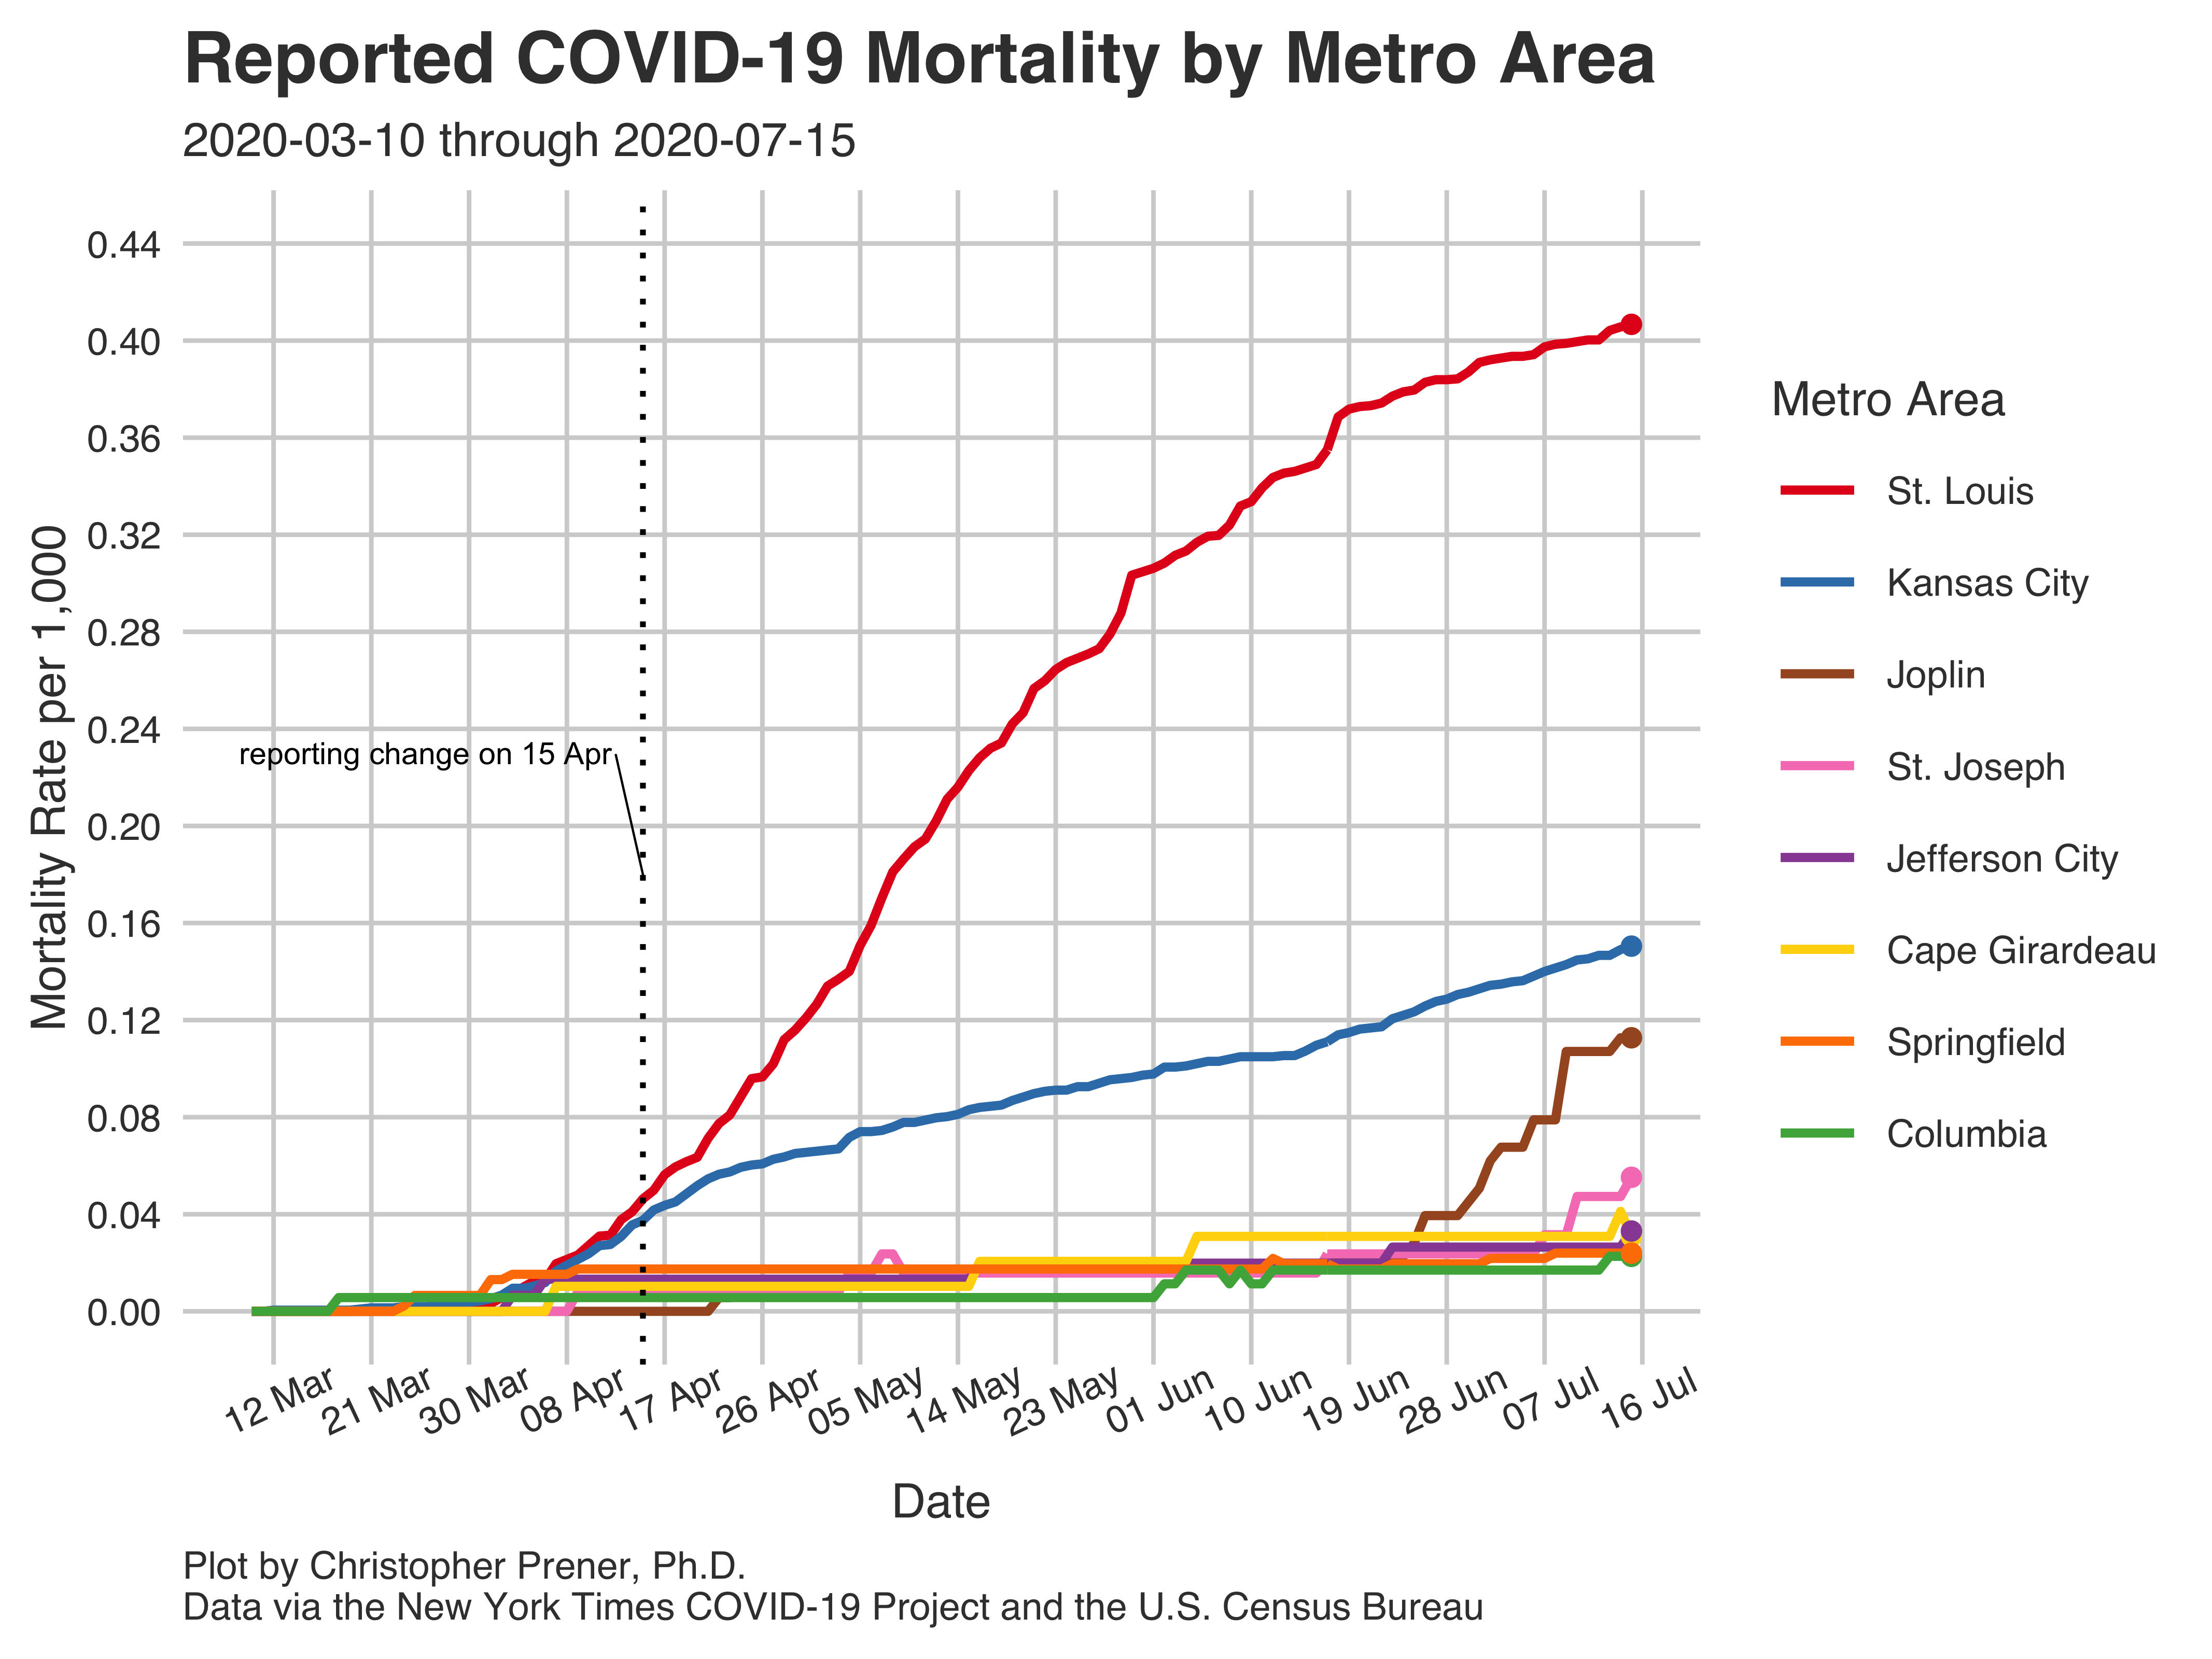 Reported COVID-19 Mortality by Metro Area
2020-03-10 through 2020-07-15
Mortality Rate per 1,000
0.44
0.40
0.36
0.32
0.28
0.24
0.20
0.16
0.12
0.08
0.04
0.00
reporting change on 15 Apr
12 Mar
21 Mar
30 Mar
08 Apr
17 Apr
26 Apr
05 May
14 May
23 May
01 Jun
10 Jun
19 Jun
28 Jun
07 Jul
16 Jul
Date
Metro Area
St. Louis
Kansas City
Joplin
St. Joseph
Jefferson City
Cape Girardeau
Springfield
Columbia
Plot by Christopher Prener, Ph.D.
Data via the New York Times COVID-19 Project and the U.S. Census Bureau